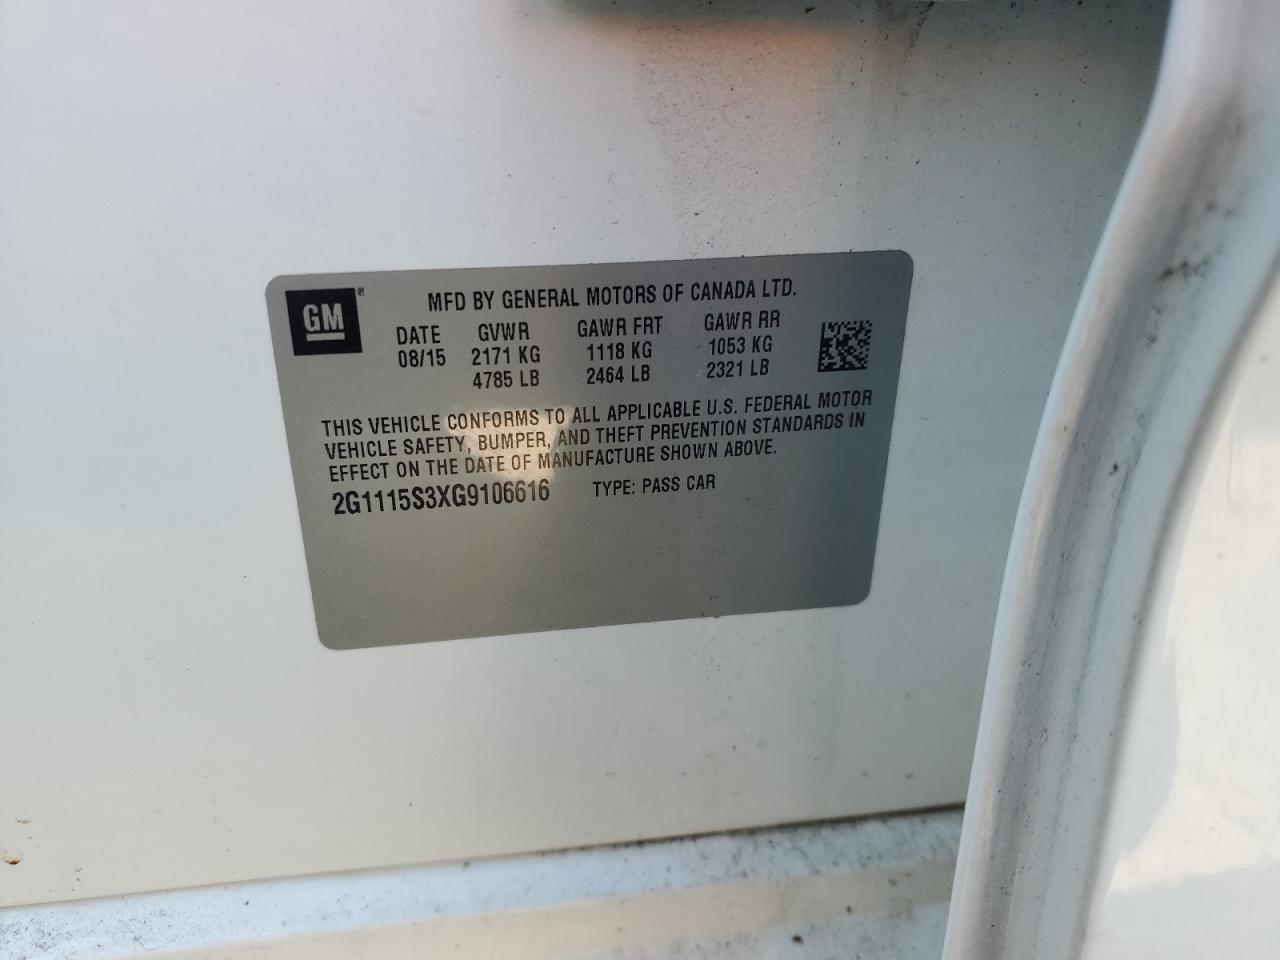 GM®
MFD BY GENERAL MOTORS OF CANADA LTD.
DATE GVWR GAWR FRT GAWR RR
08/15 2171 KG 1118 KG 1053 KG
4785 LB 2464 LB 2321 LB
THIS VEHICLE CONFORMS TO ALL APPLICABLE U.S. FEDERAL MOTOR
VEHICLE SAFETY, BUMPER, AND THEFT PREVENTION STANDARDS IN
EFFECT ON THE DATE OF MANUFACTURE SHOWN ABOVE.
2G1115S3XG9106616 TYPE: PASS CAR